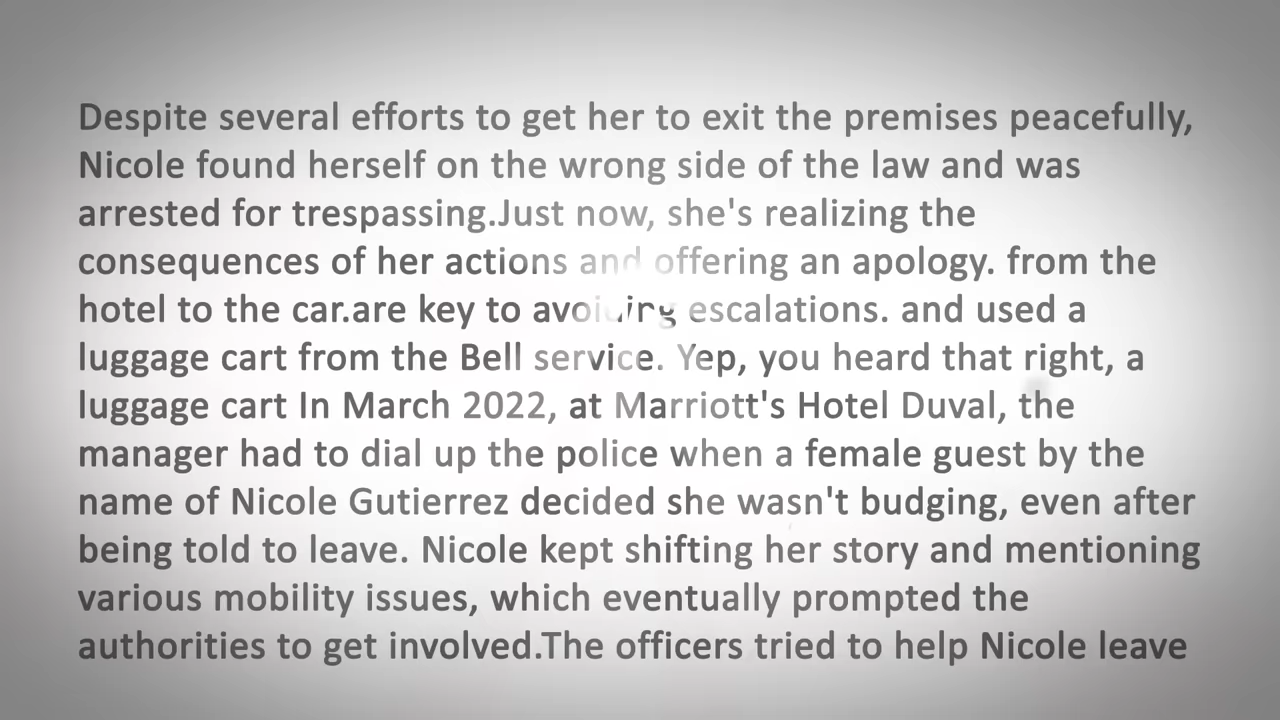 Despite several efforts to get her to exit the premises peacefully,
Nicole found herself on the wrong side of the law and was
arrested for trespassing.Just now, she's realizing the
consequences of her actions and offering an apology. from the
hotel to the car.are key to avoiding escalations. and used a
luggage cart from the Bell service. Yep, you heard that right, a
luggage cart In March 2022, at Marriott's Hotel Duval, the
manager had to dial up the police when a female guest by the
name of Nicole Gutierrez decided she wasn't budging, even after
being told to leave. Nicole kept shifting her story and mentioning
various mobility issues, which eventually prompted the
authorities to get involved.The officers tried to help Nicole leave